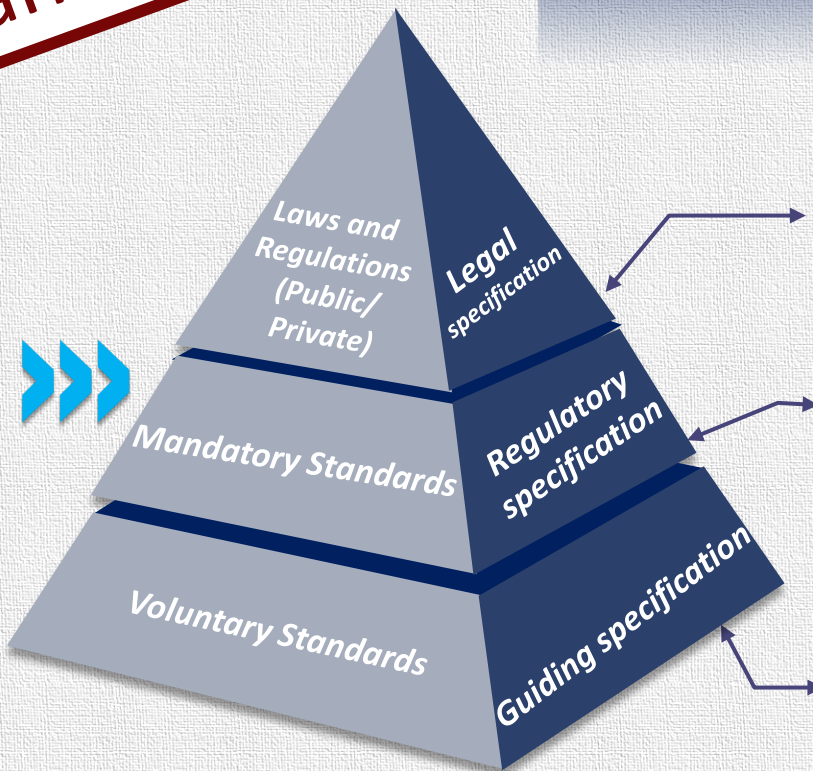 Laws and
Regulations
(Public/
Private)
Legal
specification
Mandatory Standards
Regulatory
specification
Voluntary Standards
Guiding specification